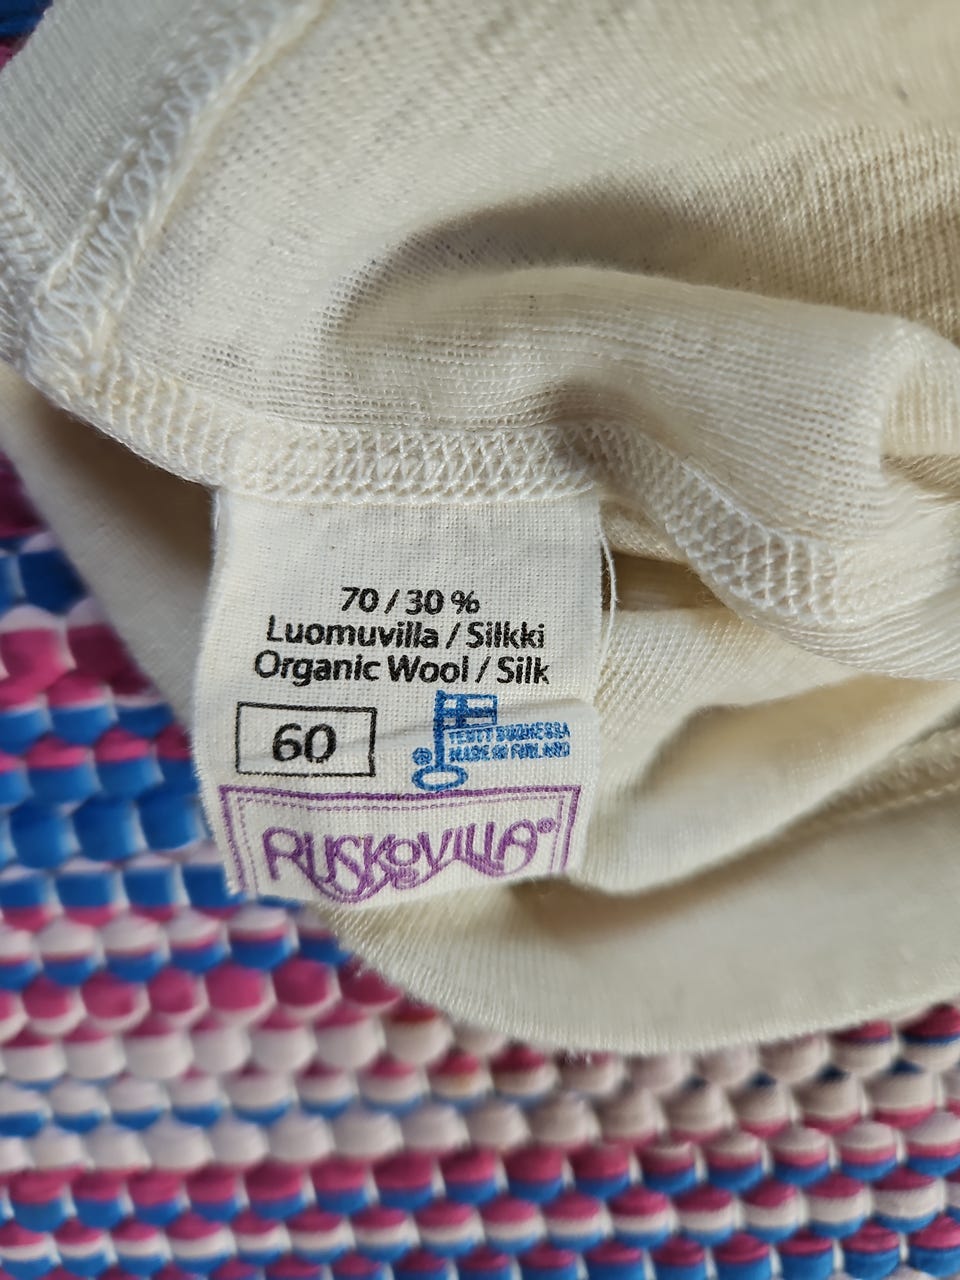 70 / 30 %
Luomuvilla / Silkki
Organic Wool / Silk
60
TEHTY SUOMESSA
MADE IN FINLAND
RUSKOVILLA®